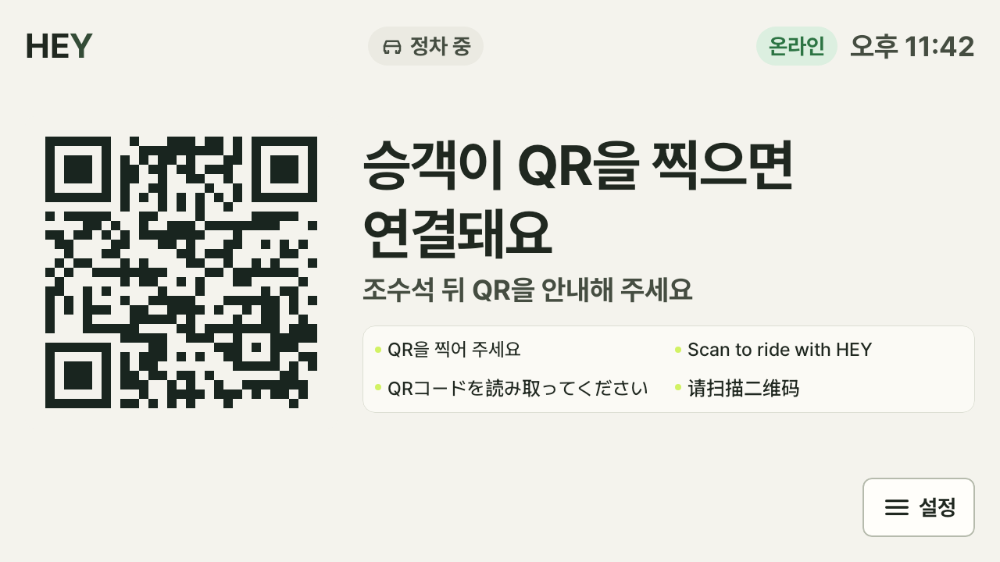 HEY
정차 중
온라인
오후 11:42
승객이 QR을 찍으면
연결돼요
조수석 뒤 QR을 안내해 주세요
QR을 찍어 주세요
Scan to ride with HEY
QRコードを読み取ってください
请扫描二维码
설정